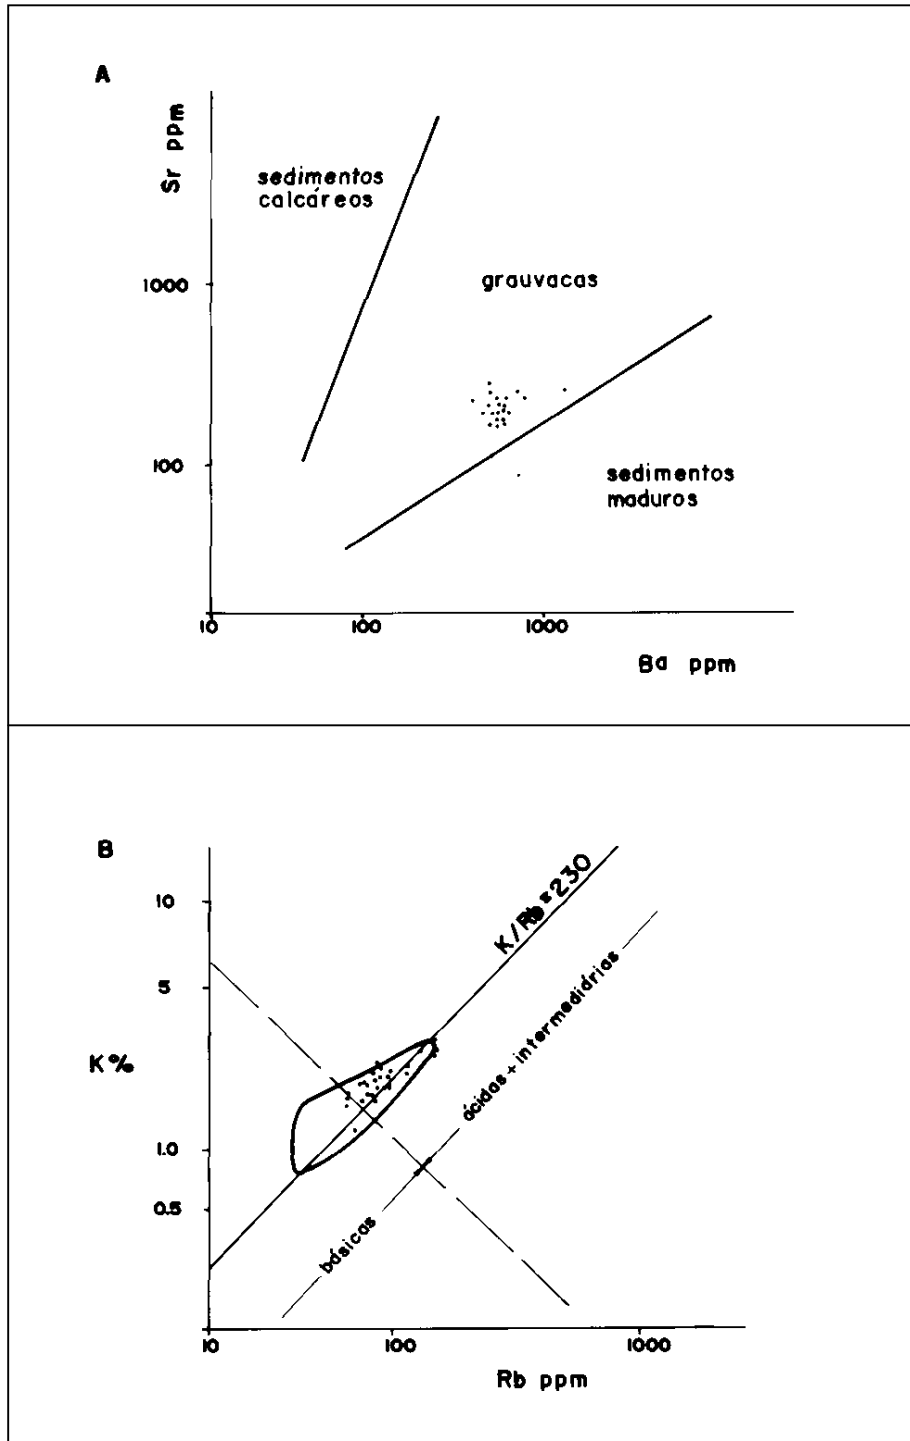 A
Sr ppm
sedimentos
calcáreos
1000
grauvacas
100
sedimentos
maduros
10
100
1000
Ba ppm
B
K/Rb=230
10
5
ácidas+intermediárias
K%
1.0
0.5
básicas
10
100
1000
Rb ppm